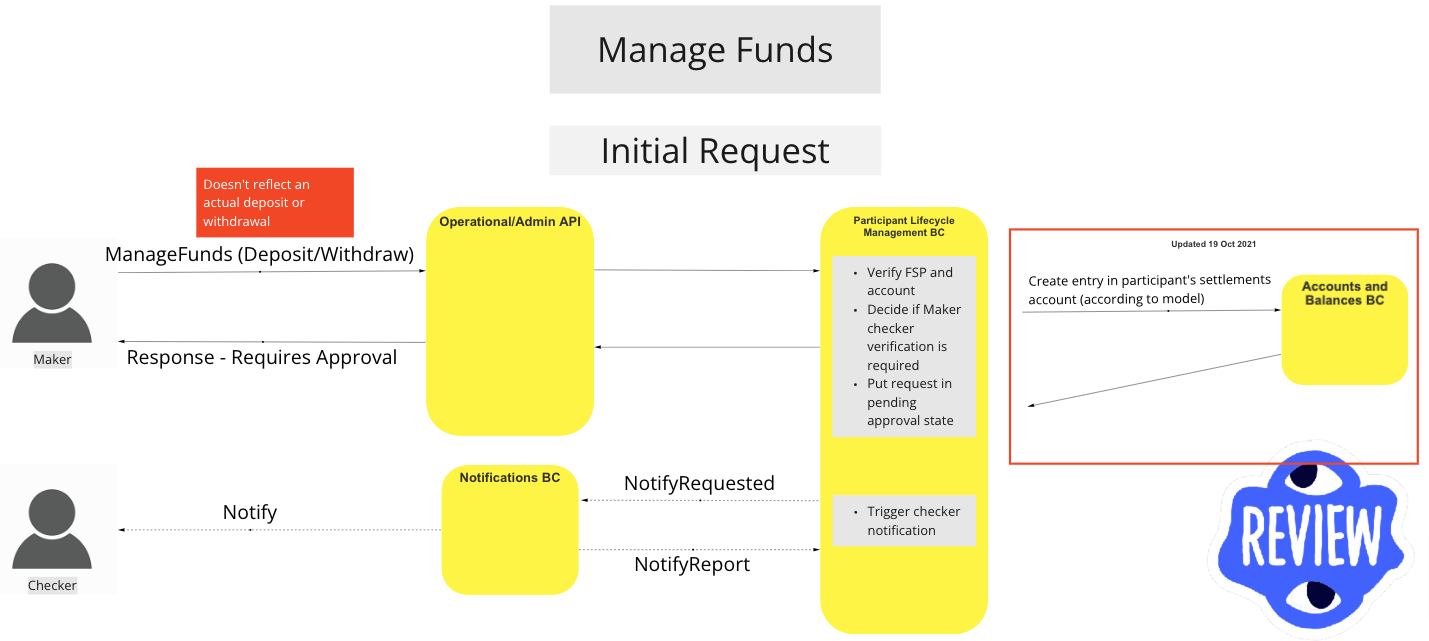 Manage Funds
Initial Request
Doesn't reflect an
actual deposit or
withdrawal
ManageFunds (Deposit/Withdraw)
Response - Requires Approval
Maker
Operational/Admin API
Participant Lifecycle
Management BC
• Verify FSP and
account
• Decide if Maker
checker
verification is
required
• Put request in
pending
approval state
Updated 19 Oct 2021
Create entry in participant's settlements
account (according to model)
Accounts and
Balances BC
Checker
Notify
Notifications BC
NotifyRequested
NotifyReport
• Trigger checker
notification
REVIEW